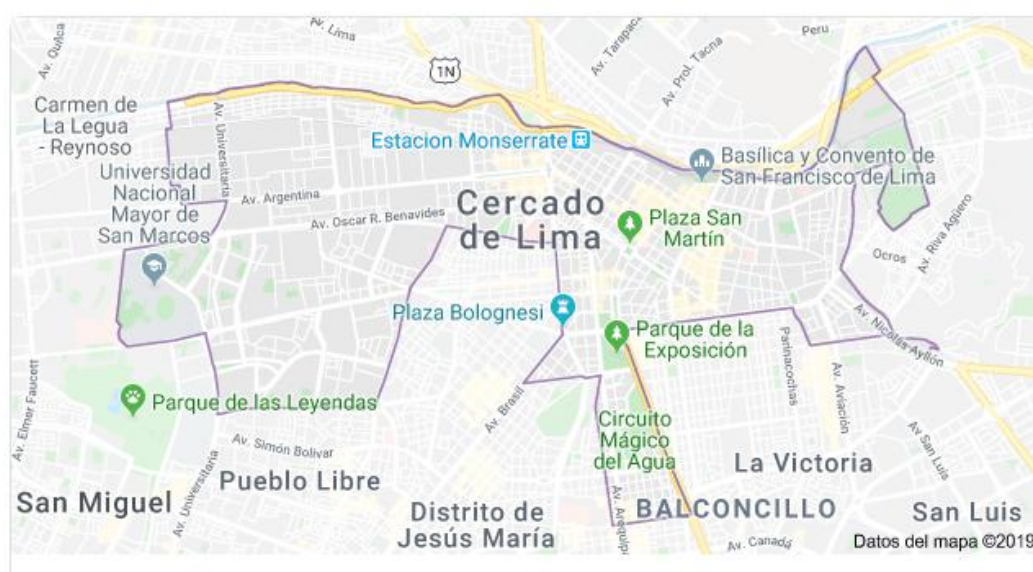 Av. Lima
Peru
Av. Quilca
Av. Tarapac
Av. Prol. Tacna
1N
Carmen de
La Legua
- Reynoso
Av. Universitaria
Estacion Monserrate
Basílica y Convento de
San Francisco de Lima
Universidad
Nacional
Mayor de
San Marcos
Av. Argentina
Av. Oscar R. Benavides
Cercado
de Lima
Plaza San
Martín
Av. Riva Agüero
Ocros
Plaza Bolognesi
Parque de la
Exposición
Av. Nicolás Ayllón
Parinacochas
Av. Elmer Faucett
Parque de las Leyendas
Av. Brasil
Av. Aviación
Circuito
Mágico
del Agua
Av. Simón Bolivar
Av. San Luis
Av. Universitaria
Pueblo Libre
La Victoria
San Miguel
Distrito de
Jesús María
Av. Arequip
BALCONCILLO
San Luis
Av. Canadá
Datos del mapa ©2019